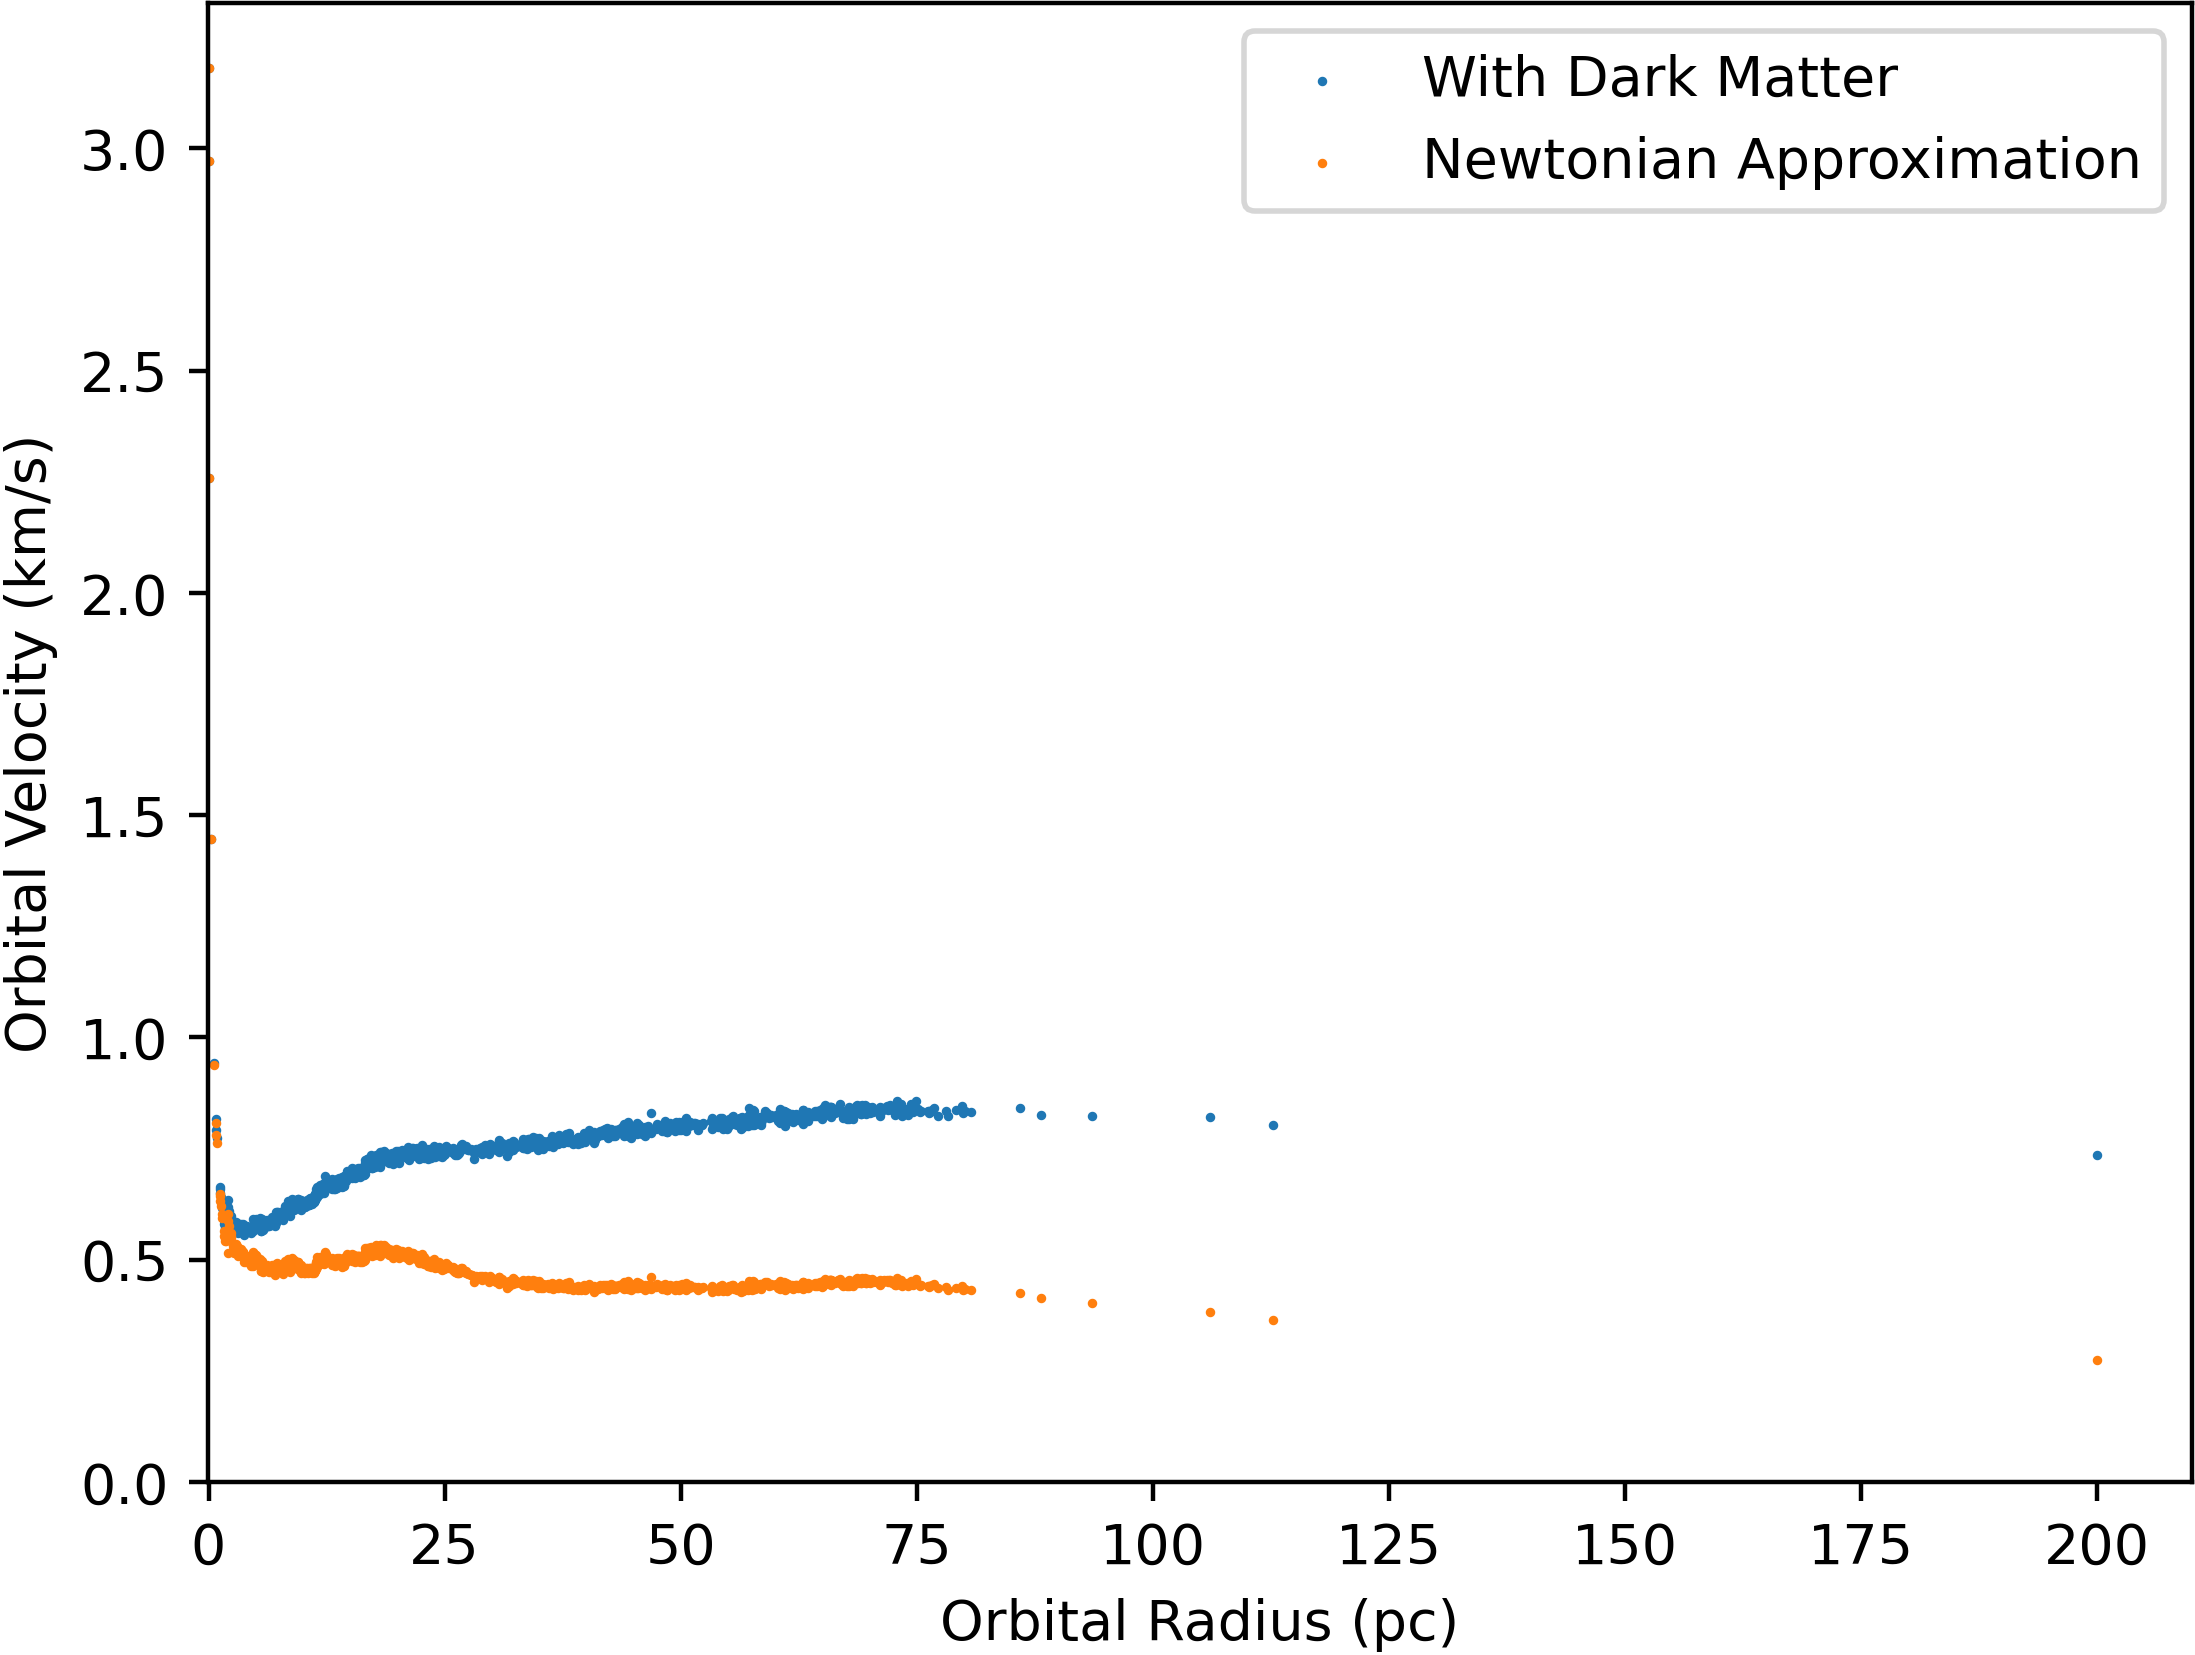 With Dark Matter
Newtonian Approximation
3.0
2.5
2.0
1.5
1.0
0.5
0.0
Orbital Velocity (km/s)
0 25 50 75 100 125 150 175 200
Orbital Radius (pc)